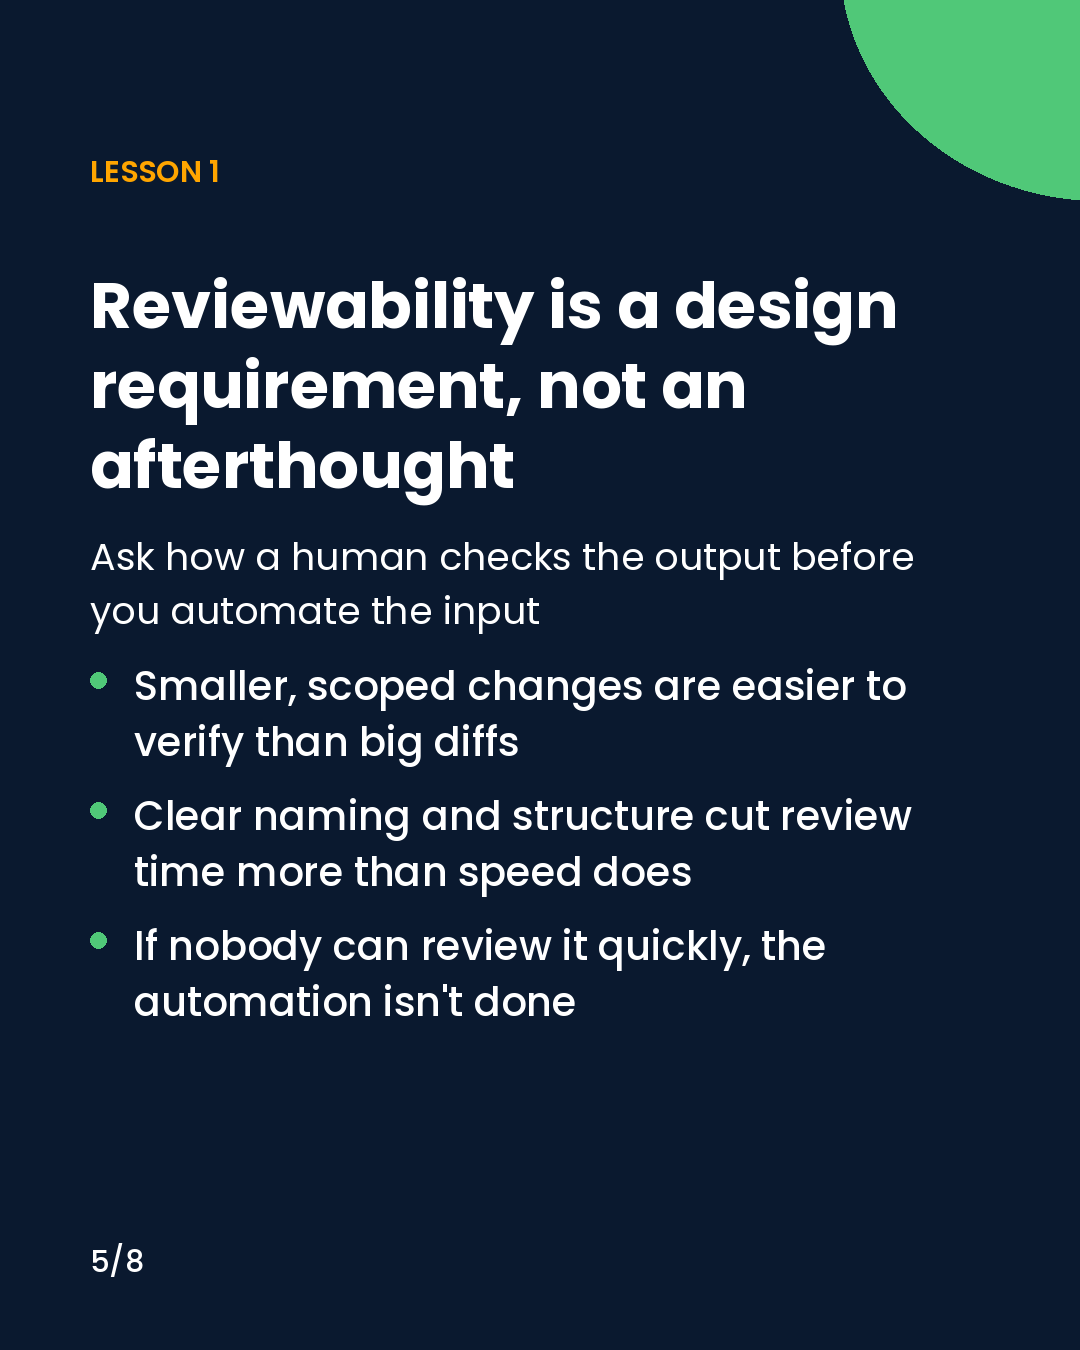 LESSON 1
Reviewability is a design
requirement, not an
afterthought
Ask how a human checks the output before
you automate the input
Smaller, scoped changes are easier to
verify than big diffs
Clear naming and structure cut review
time more than speed does
If nobody can review it quickly, the
automation isn't done
5/8